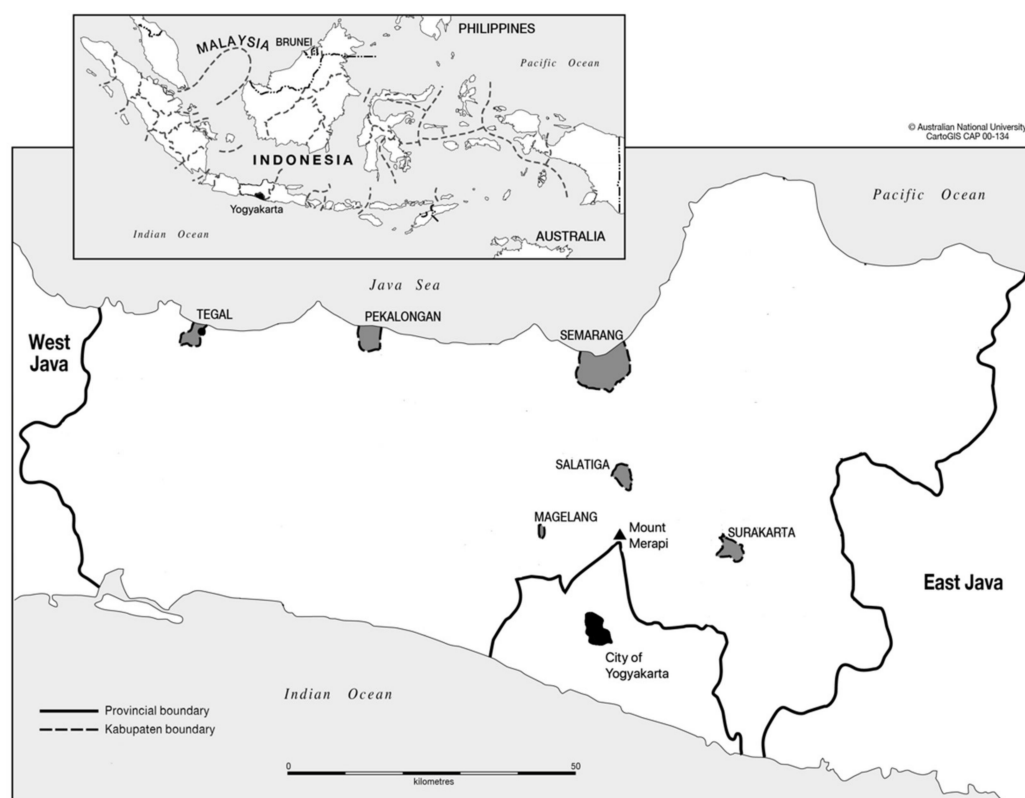 PHILIPPINES
MALAYSIA
BRUNEI
Pacific Ocean
INDONESIA
Yogyakarta
Indian Ocean
AUSTRALIA
© Australian National University
CartoGIS CAP 00-134
Pacific Ocean
Java Sea
TEGAL
PEKALONGAN
SEMARANG
West
Java
SALATIGA
MAGELANG
Mount
Merapi
SURAKARTA
East Java
City of
Yogyakarta
Indian Ocean
Provincial boundary
Kabupaten boundary
0
50
kilometres